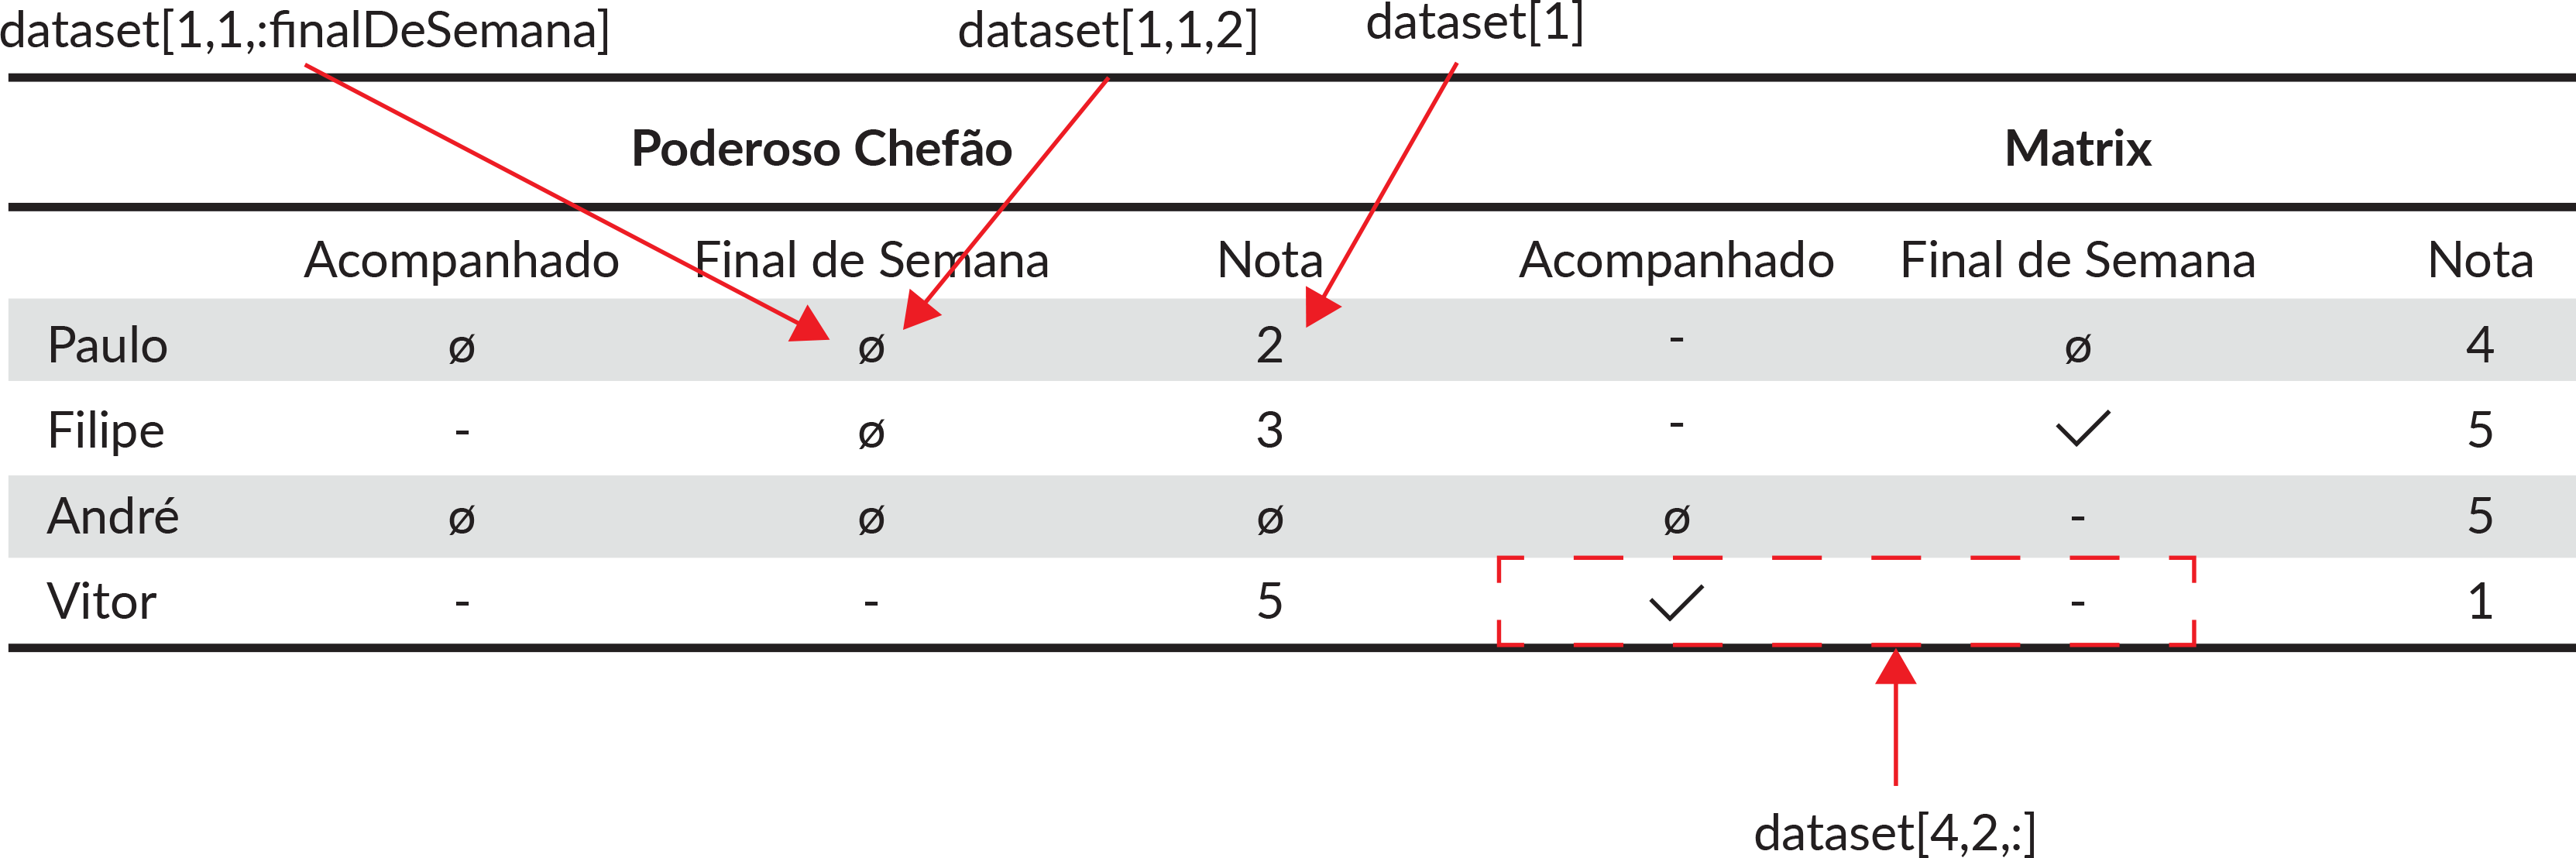 dataset[1,1,:finalDeSemana] dataset[1,1,2] dataset[1]
Poderoso Chefão Matrix
Acompanhado Final de Semana Nota Acompanhado Final de Semana Nota
Paulo ø ø 2 - ø 4
Filipe - ø 3 - ✓ 5
André ø ø ø ø - 5
Vitor - - 5 ✓ - 1
dataset[4,2,:]